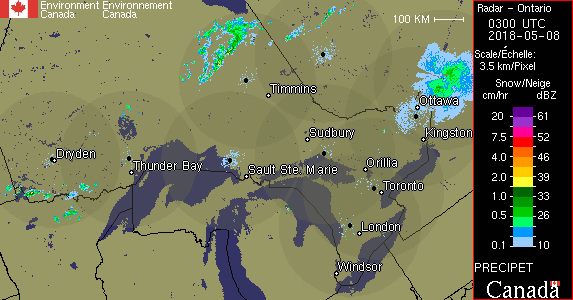 Environment Environnement
Canada Canada
100 KM
Timmins
Ottawa
Sudbury
Kingston
Dryden
Thunder Bay
Sault Ste. Marie
Orillia
Toronto
London
Windsor
Radar - Ontario
0300 UTC
2018-05-08
Scale/Échelle:
3.5 km/Pixel
Snow/Neige
cm/hr dBZ
20 61
7.5 52
4.0 46
2.0 39
1.0 33
0.5 26
0.1 10
PRECIPET
Canada